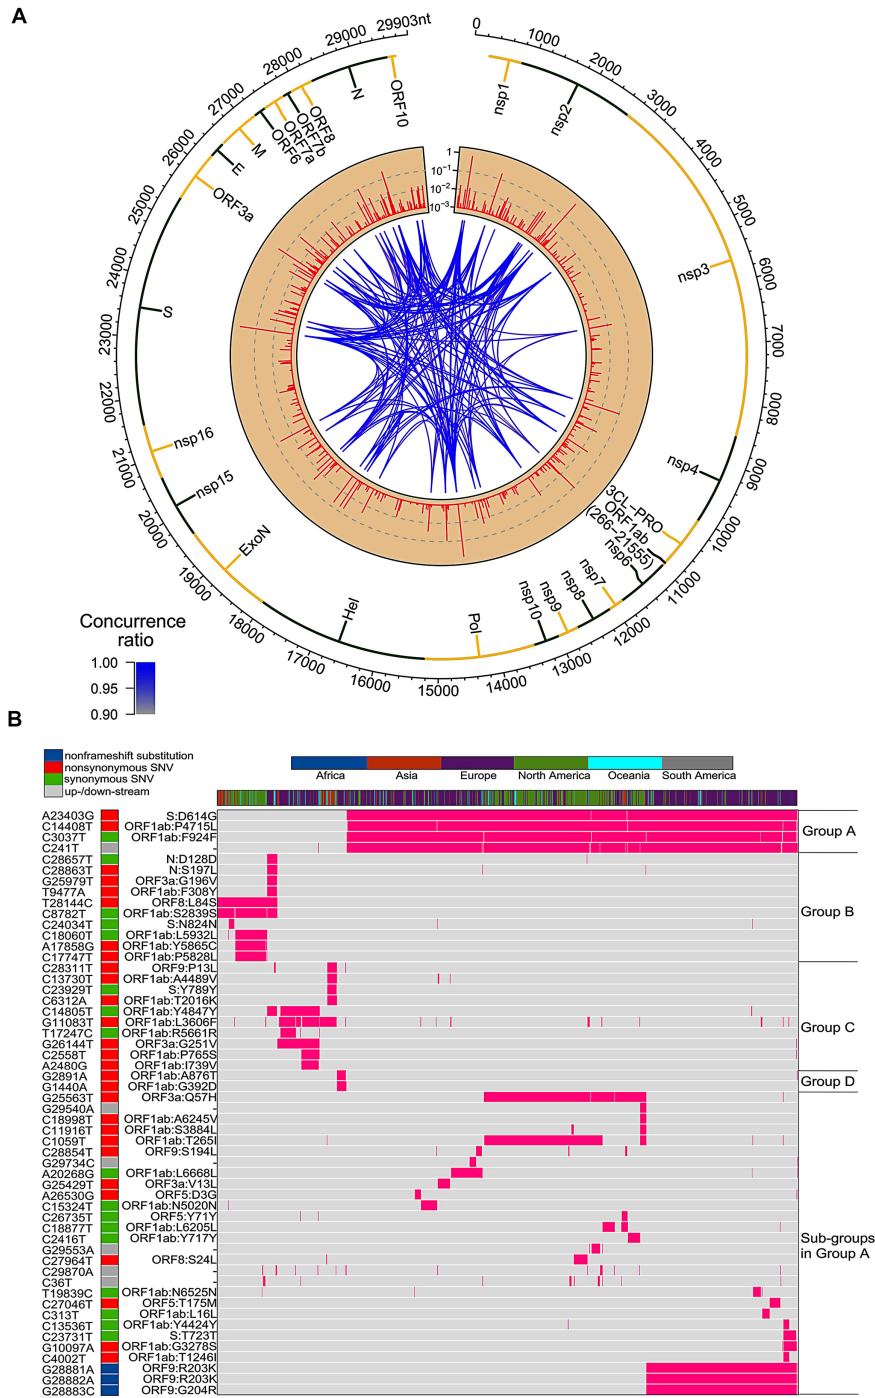 A
0
1000
2000
3000
4000
5000
6000
7000
8000
9000
10000
11000
12000
13000
14000
15000
16000
17000
18000
19000
20000
21000
22000
23000
24000
25000
26000
27000
28000
29000
29903nt
nsp1
nsp2
nsp3
nsp4
3CL-PRO
ORF1ab
(266-21555)
nsp6
nsp7
nsp8
nsp9
nsp10
Pol
Hel
ExoN
nsp15
nsp16
S
ORF3a
E
M
ORF6
ORF7a
ORF7b
ORF8
N
ORF10
1
10⁻¹
10⁻²
10⁻³
Concurrence
ratio
1.00
0.95
0.90
B
nonframeshift substitution
nonsynonymous SNV
synonymous SNV
up-/down-stream
Africa Asia Europe North America Oceania South America
A23403G S:D614G
C14408T ORF1ab:P4715L
C3037T ORF1ab:F924F
C241T -
C28657T N:D128D
C28863T N:S197L
G25979T ORF3a:G196V
T9477A ORF1ab:F308Y
T28144C ORF8:L84S
C8782T ORF1ab:S2839S
C24034T S:N824N
C18060T ORF1ab:L5932L
A17858G ORF1ab:Y5865C
C17747T ORF1ab:P5828L
C28311T ORF9:P13L
C13730T ORF1ab:A4489V
C23929T S:Y789Y
C6312A ORF1ab:T2016K
C14805T ORF1ab:Y4847Y
G11083T ORF1ab:L3606F
T17247C ORF1ab:R5661R
G26144T ORF3a:G251V
C2558T ORF1ab:P765S
A2480G ORF1ab:I739V
G2891A ORF1ab:A876T
G1440A ORF1ab:G392D
G25563T ORF3a:Q57H
G29540A -
C18998T ORF1ab:A6245V
C11916T ORF1ab:S3884L
C1059T ORF1ab:T265I
C28854T ORF9:S194L
G29734C -
A20268G ORF1ab:L6668L
G25429T ORF3a:V13L
A26530G ORF5:D3G
C15324T ORF1ab:N5020N
C26735T ORF5:Y71Y
C18877T ORF1ab:L6205L
C2416T ORF1ab:Y717Y
G29553A -
C27964T ORF8:S24L
C29870A -
C36T -
T19839C ORF1ab:N6525N
C27046T ORF5:T175M
C313T ORF1ab:L16L
C13536T ORF1ab:Y4424Y
C23731T S:T723T
G10097A ORF1ab:G3278S
C4002T ORF1ab:T1246I
G28881A ORF9:R203K
G28882A ORF9:R203K
G28883C ORF9:G204R
Group A
Group B
Group C
Group D
Sub-groups
in Group A